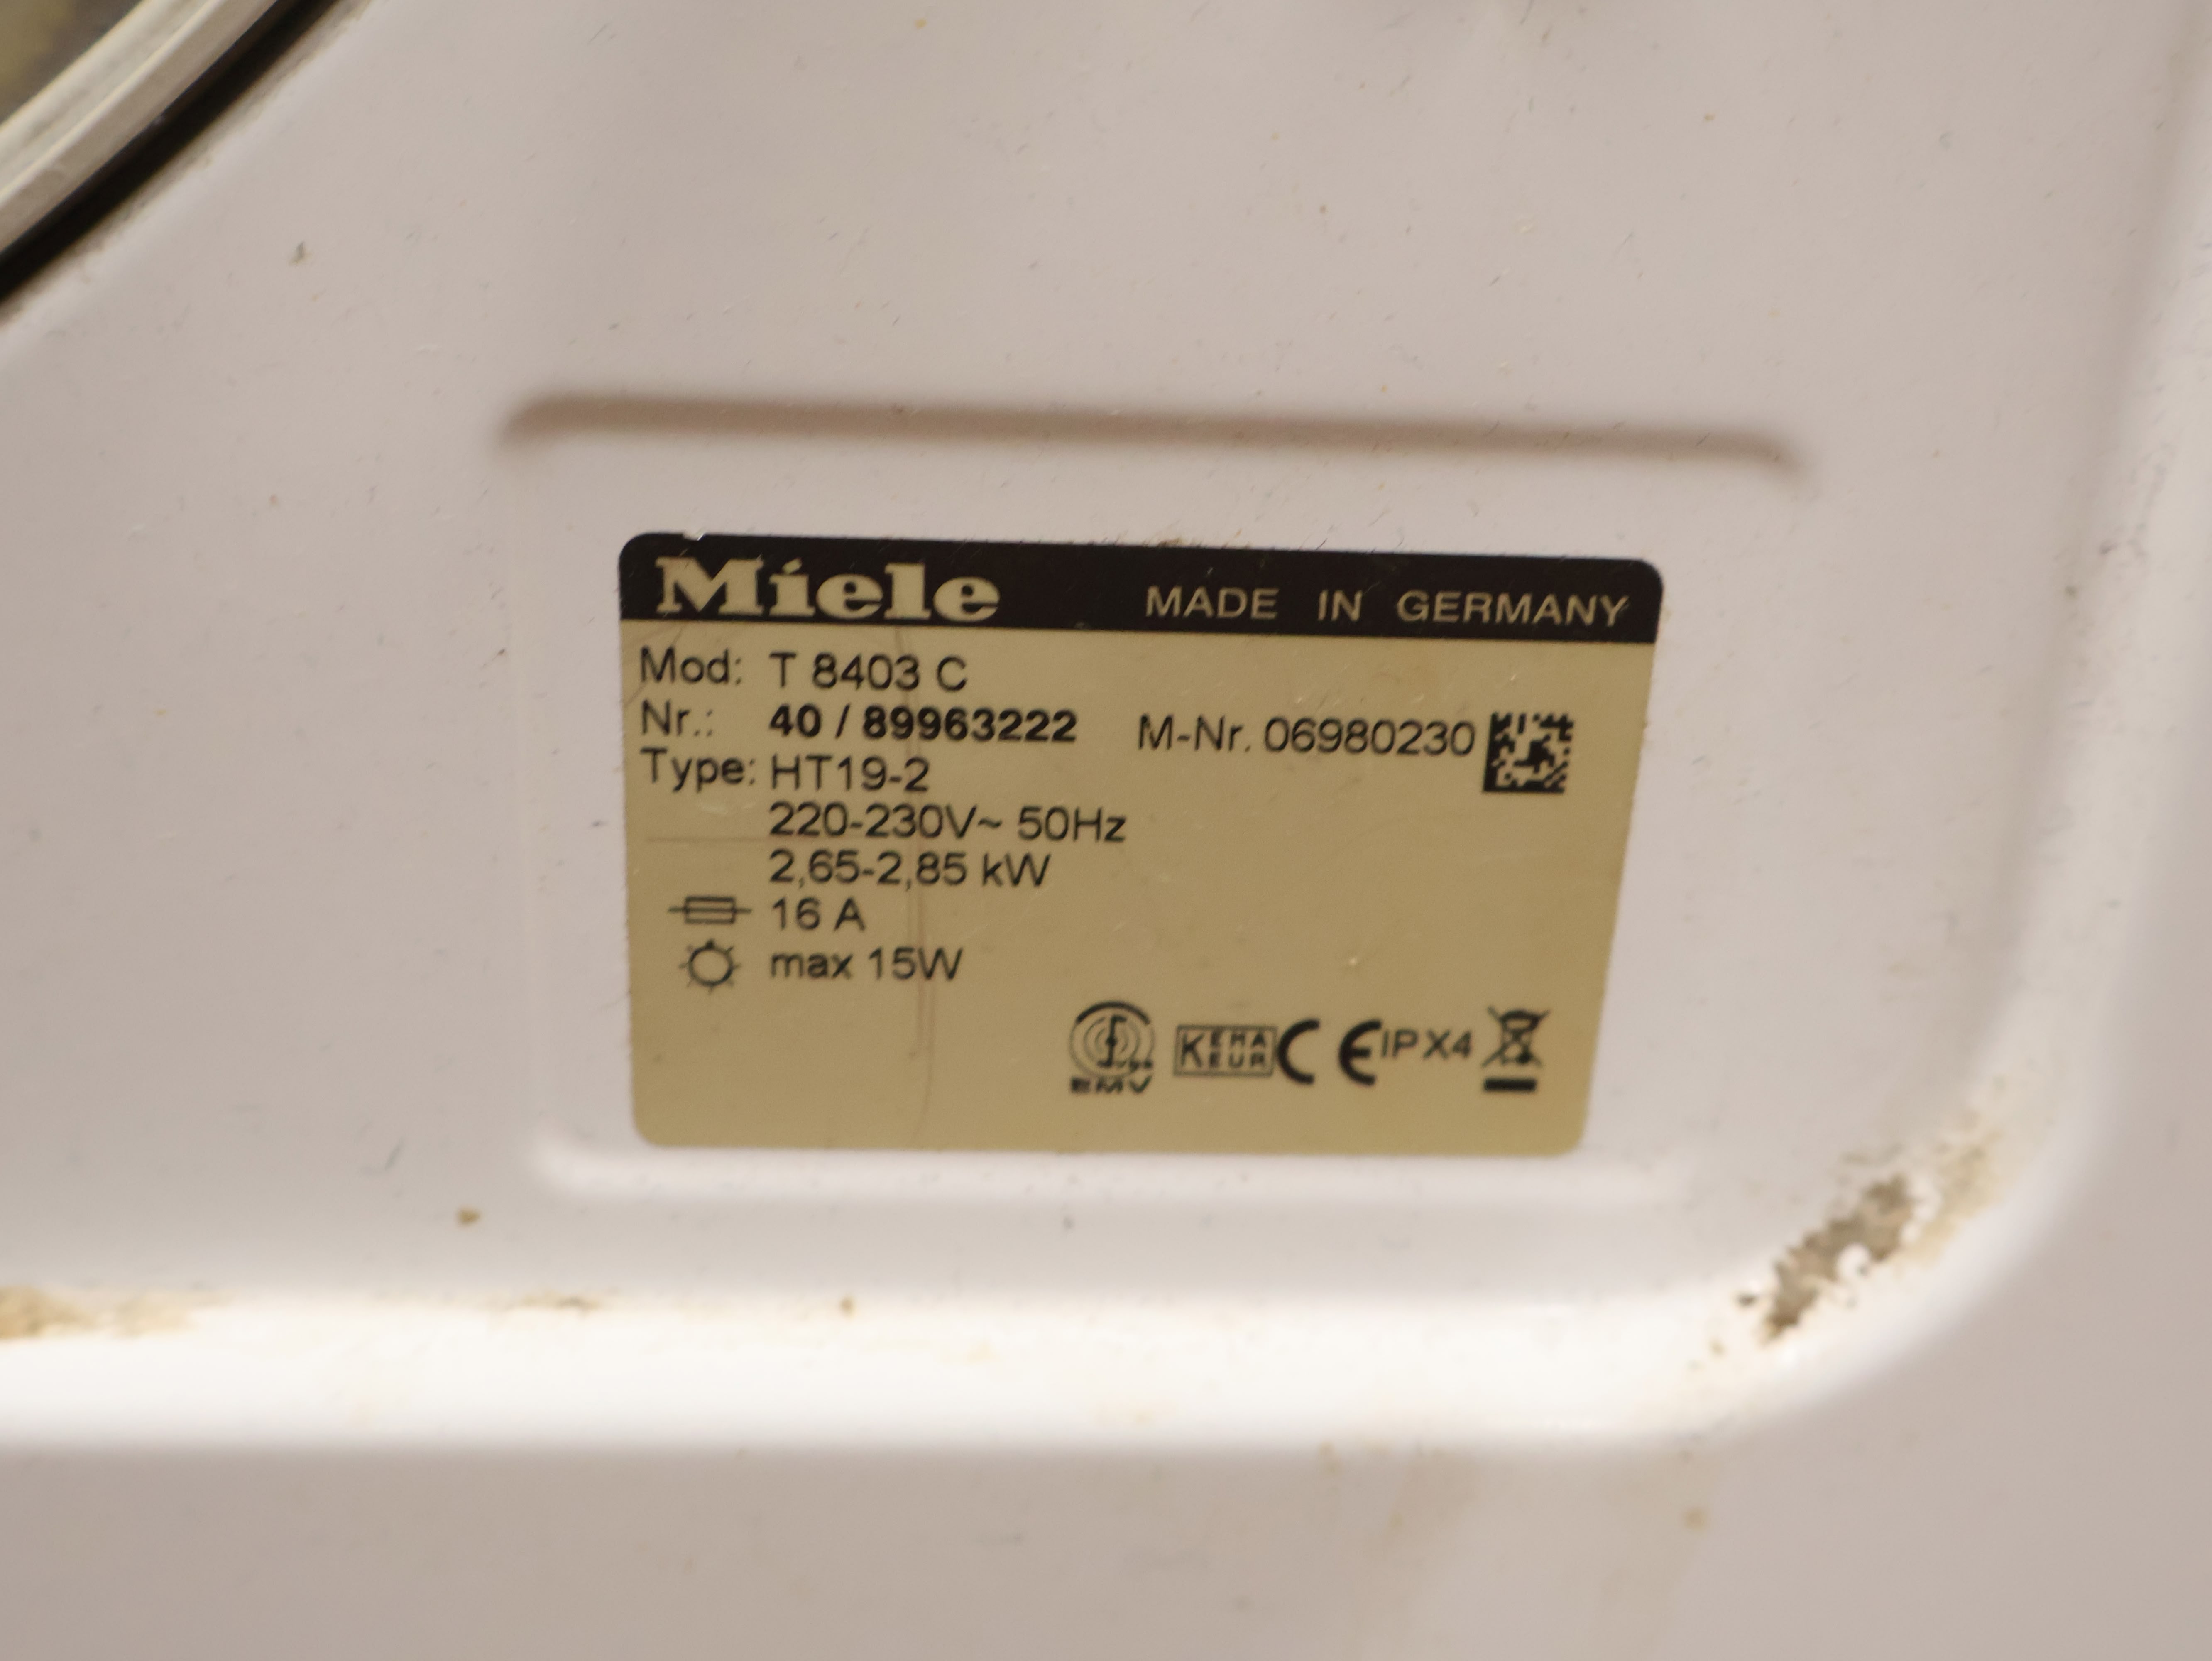 Miele MADE IN GERMANY
Mod: T 8403 C
Nr.: 40 / 89963222 M-Nr. 06980230
Type: HT19-2
220-230V~ 50Hz
2,65-2,85 kW
16 A
max 15W
EMV KEMA EUR CE IPX4